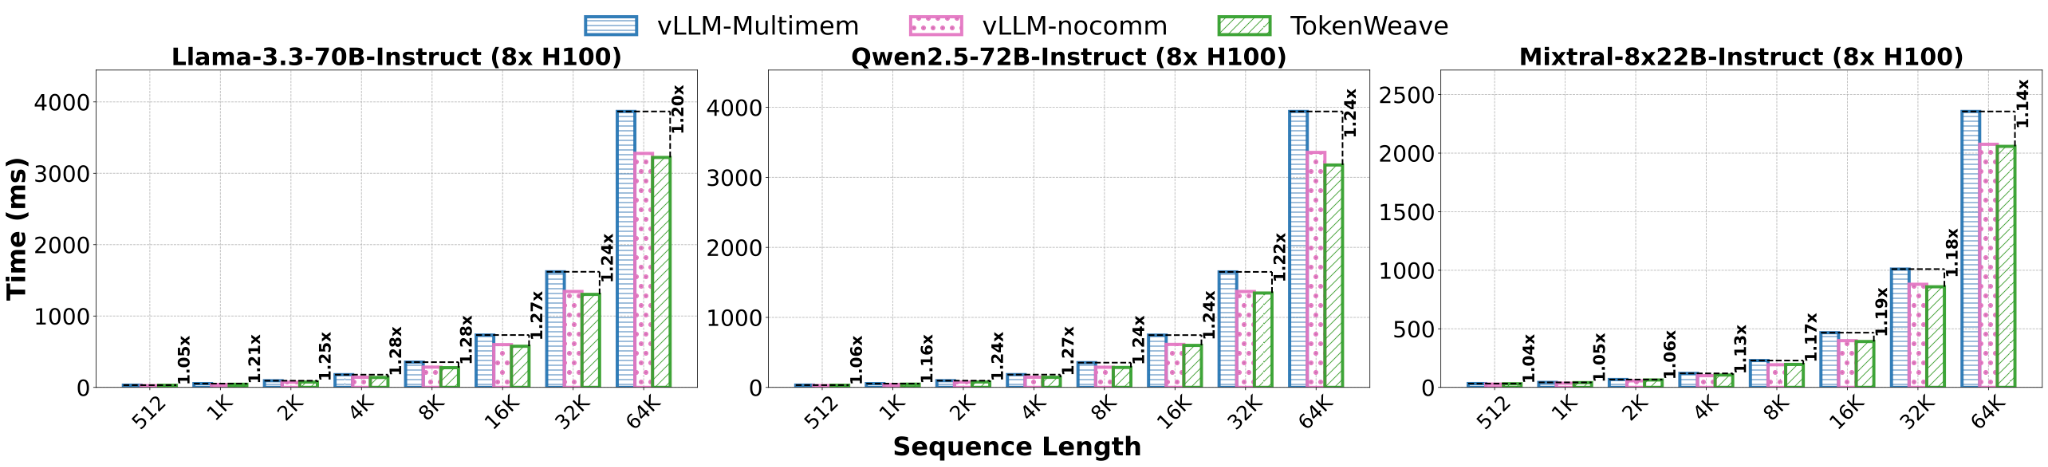 vLLM-Multimem vLLM-nocomm TokenWeave
Llama-3.3-70B-Instruct (8x H100)
Time (ms)
4000
3000
2000
1000
0
1.05x
1.21x
1.25x
1.28x
1.28x
1.27x
1.24x
1.20x
512 1K 2K 4K 8K 16K 32K 64K
Qwen2.5-72B-Instruct (8x H100)
4000
3000
2000
1000
0
1.06x
1.16x
1.24x
1.27x
1.24x
1.24x
1.22x
1.24x
512 1K 2K 4K 8K 16K 32K 64K
Mixtral-8x22B-Instruct (8x H100)
2500
2000
1500
1000
500
0
1.04x
1.05x
1.06x
1.13x
1.17x
1.19x
1.18x
1.14x
512 1K 2K 4K 8K 16K 32K 64K
Sequence Length